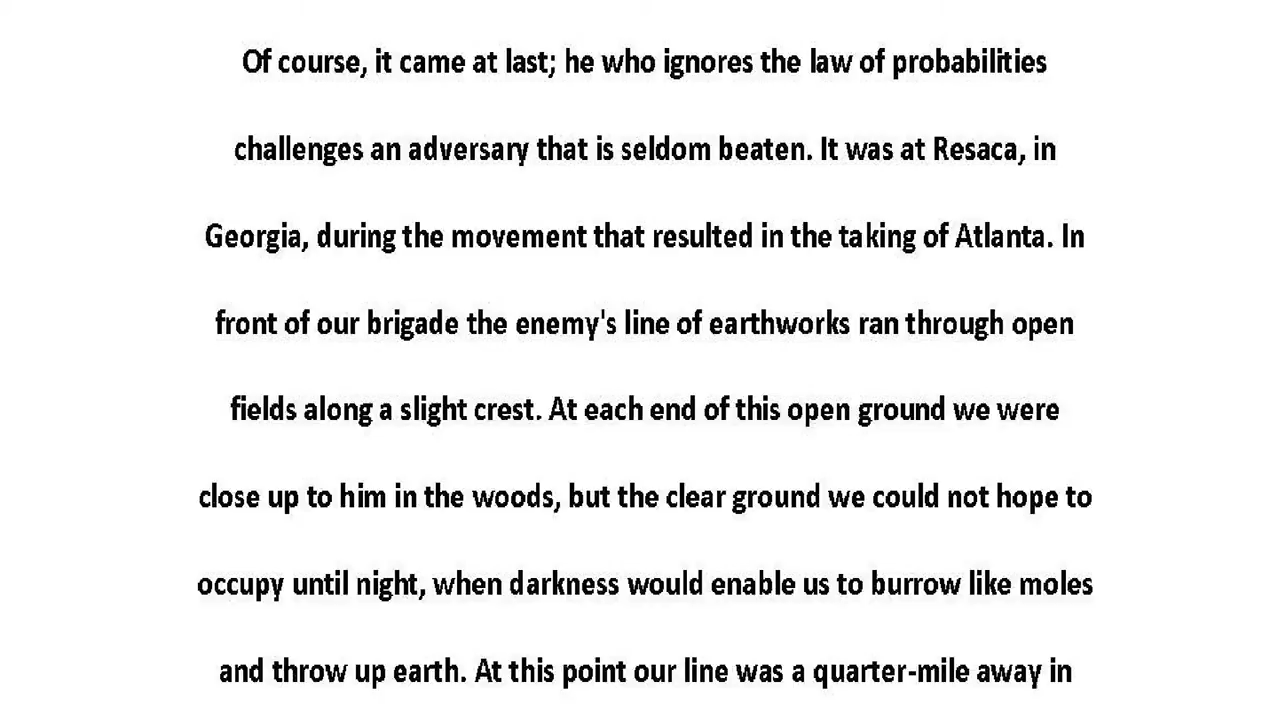 Of course, it came at last; he who ignores the law of probabilities
challenges an adversary that is seldom beaten. It was at Resaca, in
Georgia, during the movement that resulted in the taking of Atlanta. In
front of our brigade the enemy's line of earthworks ran through open
fields along a slight crest. At each end of this open ground we were
close up to him in the woods, but the clear ground we could not hope to
occupy until night, when darkness would enable us to burrow like moles
and throw up earth. At this point our line was a quarter-mile away in